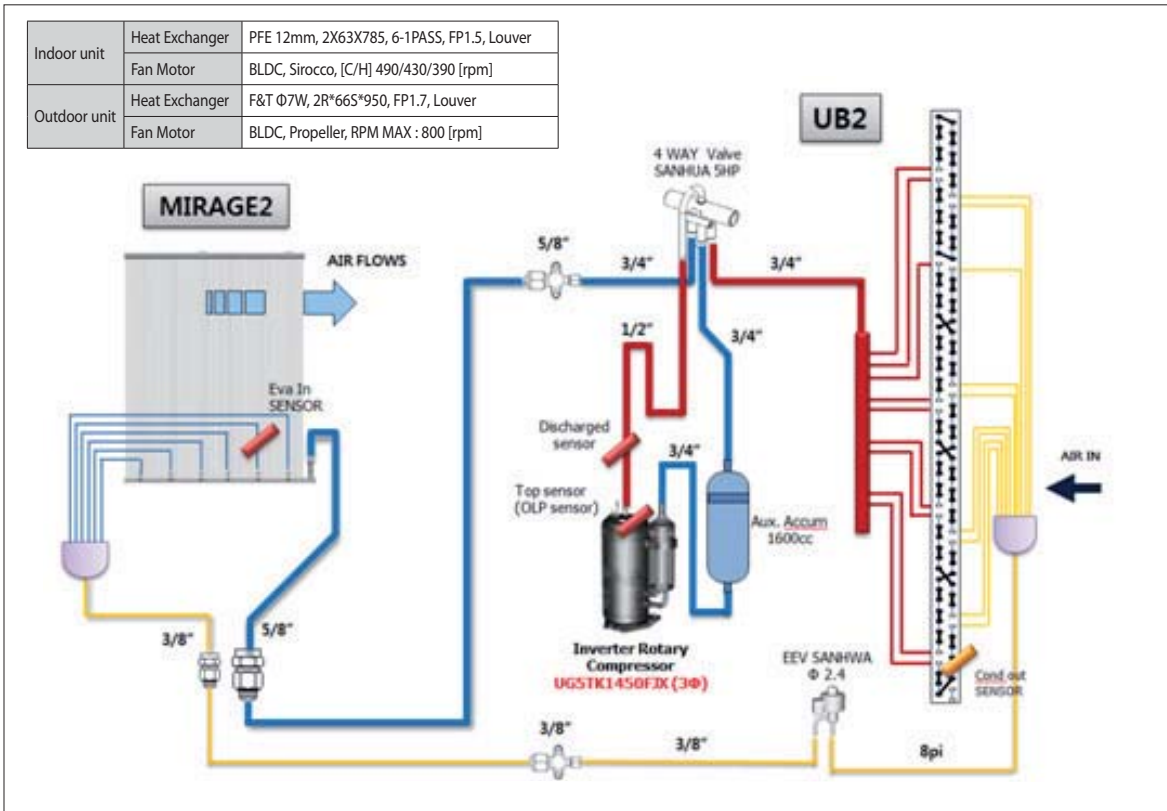 Indoor unit
Heat Exchanger
PFE 12mm, 2X63X785, 6-1PASS, FP1.5, Louver
Fan Motor
BLDC, Sirocco, [C/H] 490/430/390 [rpm]
Outdoor unit
Heat Exchanger
F&T Φ7W, 2R*66S*950, FP1.7, Louver
Fan Motor
BLDC, Propeller, RPM MAX : 800 [rpm]
UB2
4 WAY Valve
SANHUA 5HP
MIRAGE2
AIR FLOWS
5/8"
3/4"
3/4"
1/2"
3/4"
Eva In
SENSOR
Discharged
sensor
3/4"
Top sensor
(OLP sensor)
Aux. Accum
1600cc
AIR IN
3/8"
5/8"
Inverter Rotary
Compressor
UG5TK1450FJX (3Φ)
EEV SANHWA
Φ 2.4
Cond out
SENSOR
3/8"
3/8"
8pi